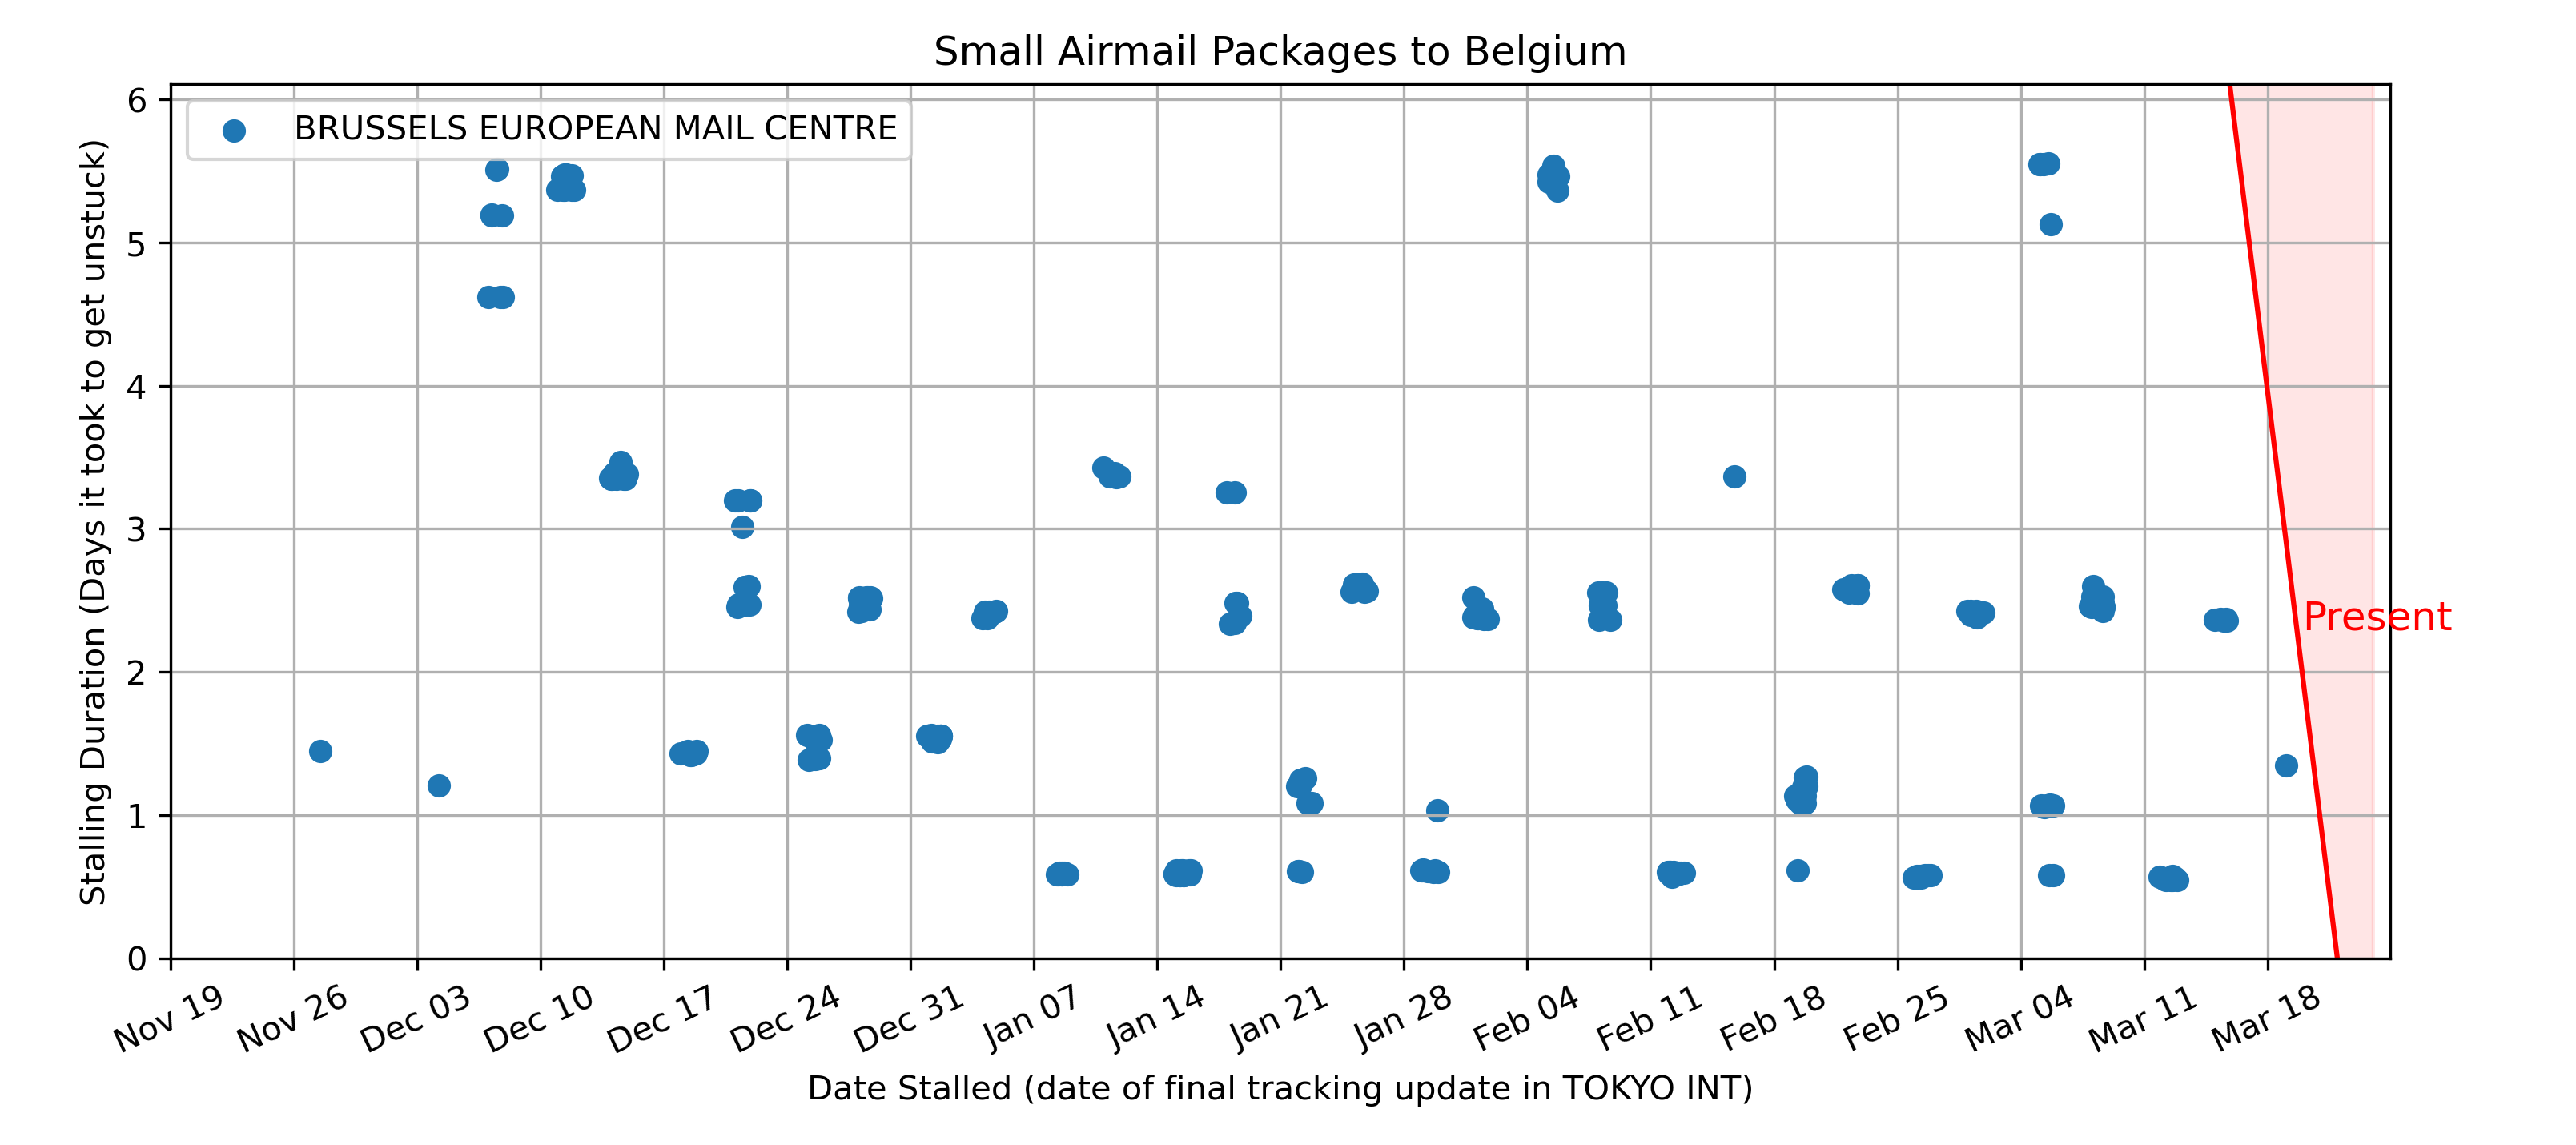 Small Airmail Packages to Belgium
BRUSSELS EUROPEAN MAIL CENTRE
Stalling Duration (Days it took to get unstuck)
6
5
4
3
2
1
0
Present
Nov 19
Nov 26
Dec 03
Dec 10
Dec 17
Dec 24
Dec 31
Jan 07
Jan 14
Jan 21
Jan 28
Feb 04
Feb 11
Feb 18
Feb 25
Mar 04
Mar 11
Mar 18
Date Stalled (date of final tracking update in TOKYO INT)